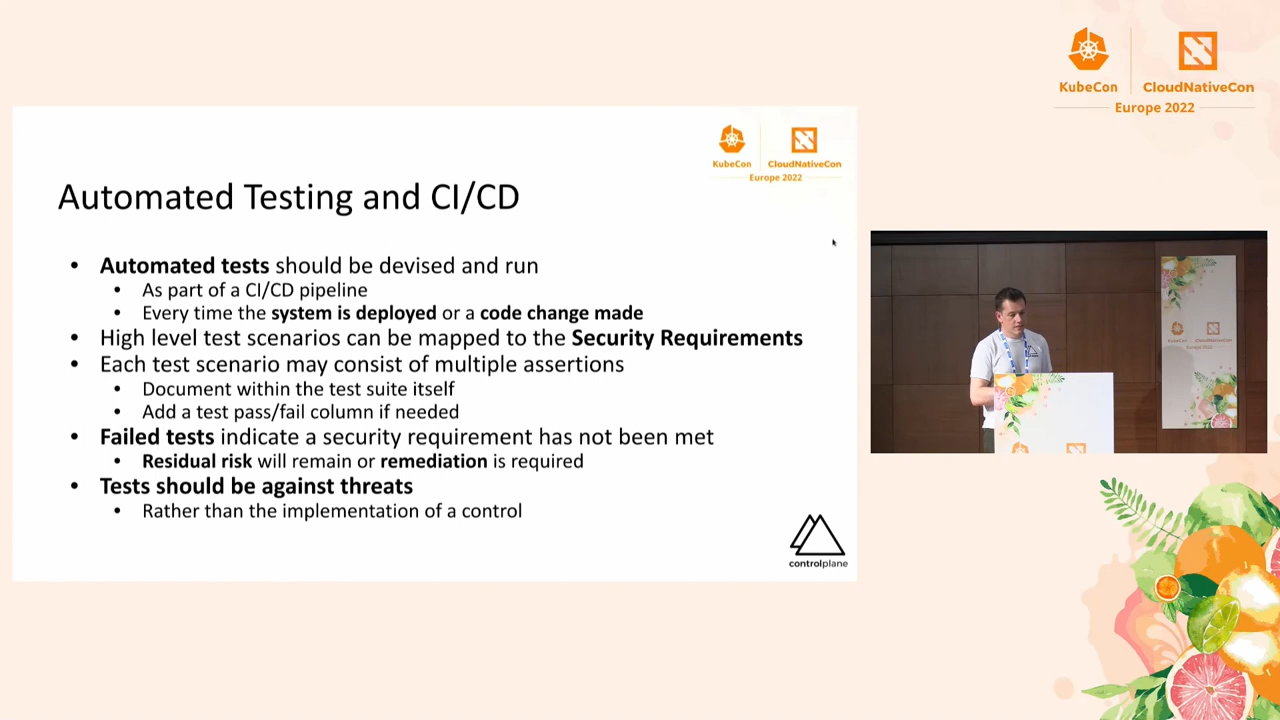 KubeCon
CloudNativeCon
Europe 2022
KubeCon
CloudNativeCon
Europe 2022
Automated Testing and CI/CD
• Automated tests should be devised and run
• As part of a CI/CD pipeline
• Every time the system is deployed or a code change made
• High level test scenarios can be mapped to the Security Requirements
• Each test scenario may consist of multiple assertions
• Document within the test suite itself
• Add a test pass/fail column if needed
• Failed tests indicate a security requirement has not been met
• Residual risk will remain or remediation is required
• Tests should be against threats
• Rather than the implementation of a control
controlplane